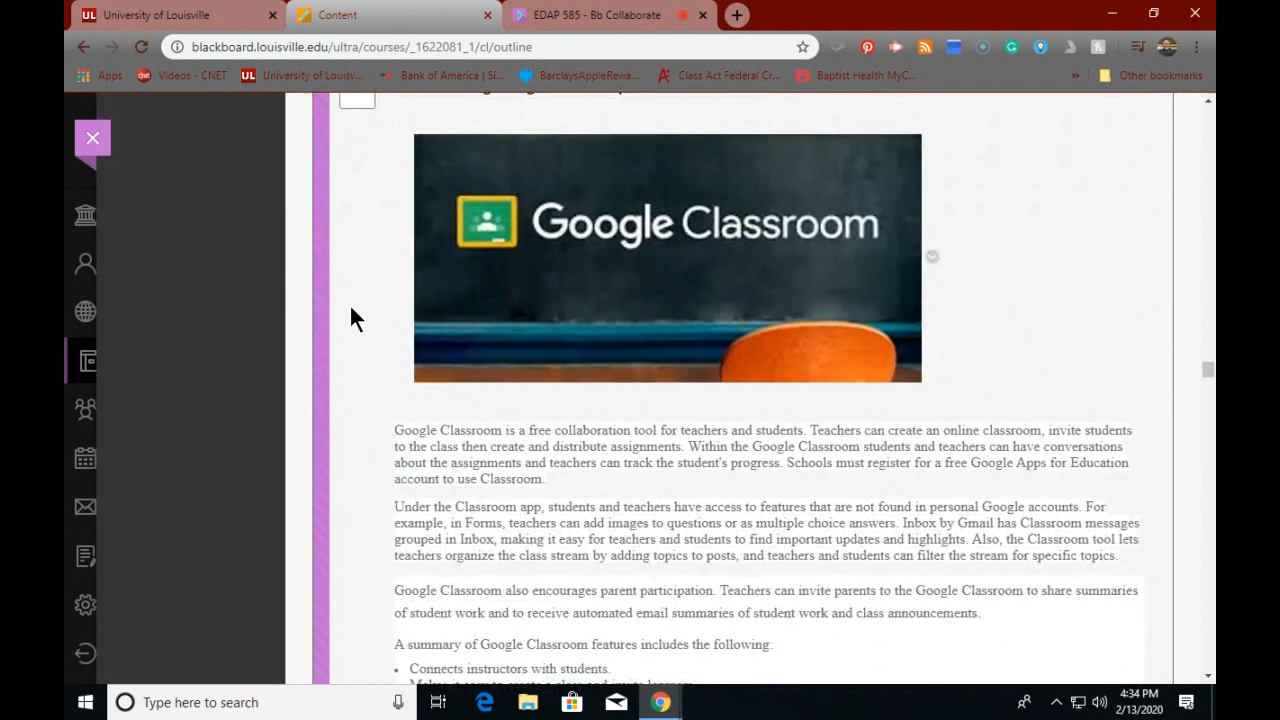 University of Louisville
Content
EDAP 585 - Bb Collaborate
blackboard.louisville.edu/ultra/courses/_1622081_1/cl/outline
Apps
Videos - CNET
University of Louisv...
Bank of America | Si...
BarclaysAppleRewa...
Class Act Federal Cr...
Baptist Health MyC...
Other bookmarks
Google Classroom
Google Classroom is a free collaboration tool for teachers and students. Teachers can create an online classroom, invite students
to the class then create and distribute assignments. Within the Google Classroom students and teachers can have conversations
about the assignments and teachers can track the student's progress. Schools must register for a free Google Apps for Education
account to use Classroom.
Under the Classroom app, students and teachers have access to features that are not found in personal Google accounts. For
example, in Forms, teachers can add images to questions or as multiple choice answers. Inbox by Gmail has Classroom messages
grouped in Inbox, making it easy for teachers and students to find important updates and highlights. Also, the Classroom tool lets
teachers organize the class stream by adding topics to posts, and teachers and students can filter the stream for specific topics.
Google Classroom also encourages parent participation. Teachers can invite parents to the Google Classroom to share summaries
of student work and to receive automated email summaries of student work and class announcements.
A summary of Google Classroom features includes the following:
• Connects instructors with students.
Type here to search
4:34 PM
2/13/2020